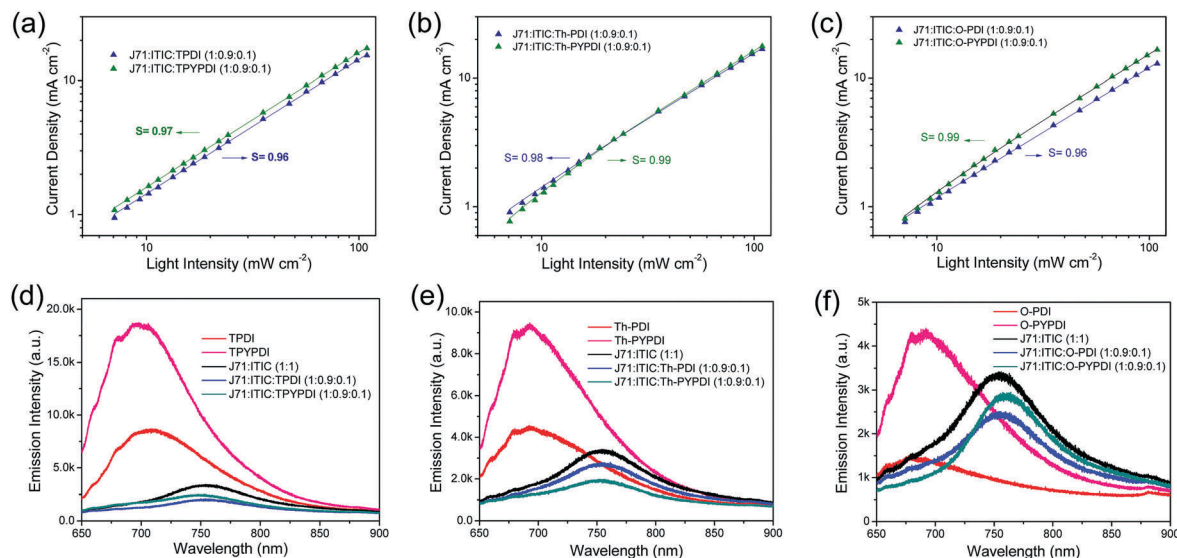 (a)
J71:ITIC:TPDI (1:0.9:0.1)
J71:ITIC:TPYPDI (1:0.9:0.1)
S= 0.97
S= 0.96
Current Density (mA cm-2)
10
1
10
100
Light Intensity (mW cm-2)
(b)
J71:ITIC:Th-PDI (1:0.9:0.1)
J71:ITIC:Th-PYPDI (1:0.9:0.1)
S= 0.98
S= 0.99
Current Density (mA cm-2)
10
1
10
100
Light Intensity (mW cm-2)
(c)
J71:ITIC:O-PDI (1:0.9:0.1)
J71:ITIC:O-PYPDI (1:0.9:0.1)
S= 0.99
S= 0.96
Current Density (mA cm-2)
10
1
10
100
Light Intensity (mW cm-2)
(d)
TPDI
TPYPDI
J71:ITIC (1:1)
J71:ITIC:TPDI (1:0.9:0.1)
J71:ITIC:TPYPDI (1:0.9:0.1)
Emission Intensity (a.u.)
20.0k
17.5k
15.0k
12.5k
10.0k
7.5k
5.0k
2.5k
0.0
650 700 750 800 850 900
Wavelength (nm)
(e)
Th-PDI
Th-PYPDI
J71:ITIC (1:1)
J71:ITIC:Th-PDI (1:0.9:0.1)
J71:ITIC:Th-PYPDI (1:0.9:0.1)
Emission Intensity (a.u.)
10.0k
8.0k
6.0k
4.0k
2.0k
0.0
650 700 750 800 850 900
Wavelength (nm)
(f)
O-PDI
O-PYPDI
J71:ITIC (1:1)
J71:ITIC:O-PDI (1:0.9:0.1)
J71:ITIC:O-PYPDI (1:0.9:0.1)
Emission Intensity (a.u.)
5k
4k
3k
2k
1k
0
650 700 750 800 850 900
Wavelength (nm)